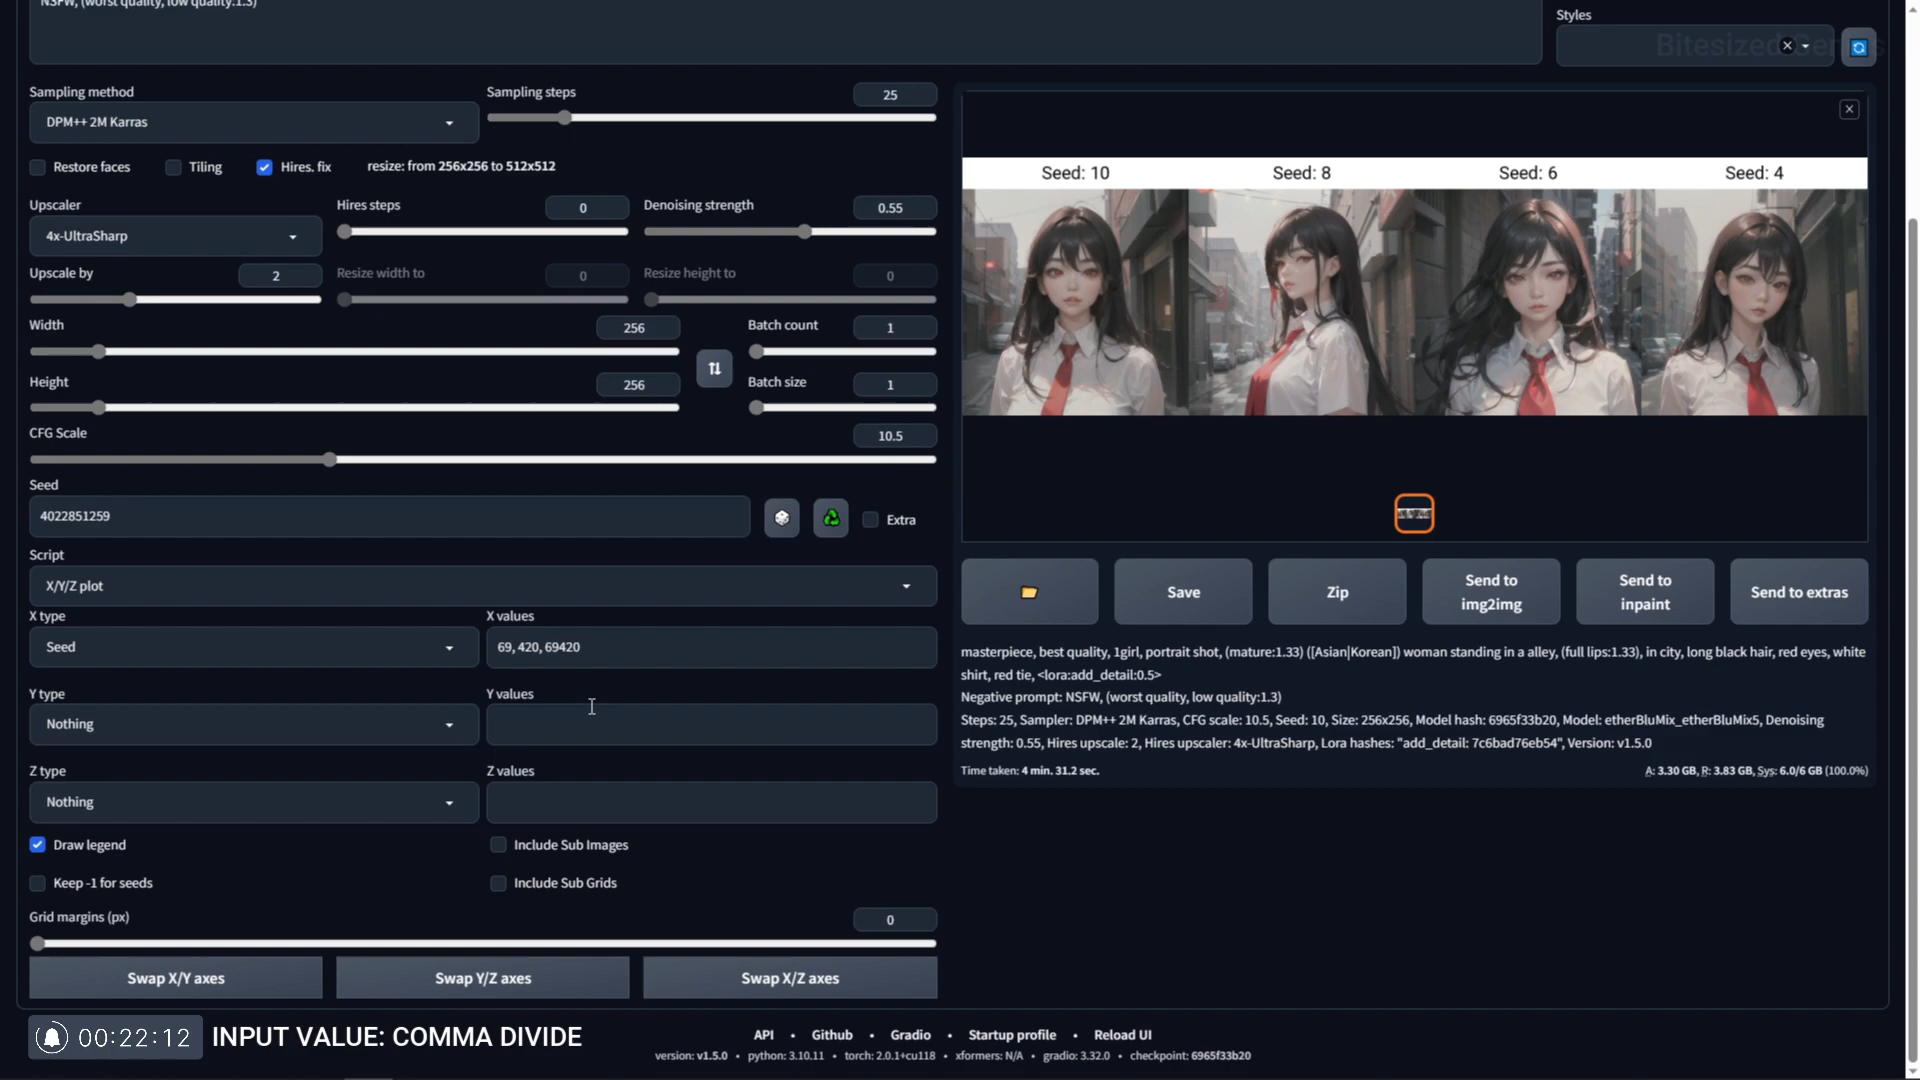 NSFW, (worst quality, low quality:1.3)
Styles
Bitesized Genius
Sampling method
Sampling steps
25
DPM++ 2M Karras
Restore faces
Tiling
Hires. fix
resize: from 256x256 to 512x512
Upscaler
Hires steps
0
Denoising strength
0.55
4x-UltraSharp
Upscale by
2
Resize width to
0
Resize height to
0
Width
256
Batch count
1
Height
256
Batch size
1
CFG Scale
10.5
Seed
4022851259
Extra
Script
X/Y/Z plot
X type
X values
Seed
69, 420, 69420
Y type
Y values
Nothing
Z type
Z values
Nothing
Draw legend
Include Sub Images
Keep -1 for seeds
Include Sub Grids
Grid margins (px)
0
Swap X/Y axes
Swap Y/Z axes
Swap X/Z axes
Seed: 10
Seed: 8
Seed: 6
Seed: 4
Save
Zip
Send to
img2img
Send to
inpaint
Send to extras
masterpiece, best quality, 1girl, portrait shot, (mature:1.33) ([Asian|Korean]) woman standing in a alley, (full lips:1.33), in city, long black hair, red eyes, white
shirt, red tie, <lora:add_detail:0.5>
Negative prompt: NSFW, (worst quality, low quality:1.3)
Steps: 25, Sampler: DPM++ 2M Karras, CFG scale: 10.5, Seed: 10, Size: 256x256, Model hash: 6965f33b20, Model: etherBluMix_etherBluMix5, Denoising
strength: 0.55, Hires upscale: 2, Hires upscaler: 4x-UltraSharp, Lora hashes: "add_detail: 7c6bad76eb54", Version: v1.5.0
Time taken: 4 min. 31.2 sec.
A: 3.30 GB, R: 3.83 GB, Sys: 6.0/6 GB (100.0%)
00:22:12
INPUT VALUE: COMMA DIVIDE
API • Github • Gradio • Startup profile • Reload UI
version: v1.5.0 • python: 3.10.11 • torch: 2.0.1+cu118 • xformers: N/A • gradio: 3.32.0 • checkpoint: 6965f33b20